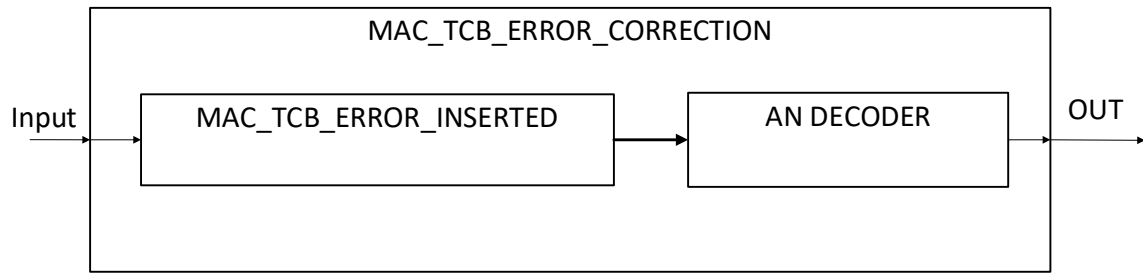 MAC_TCB_ERROR_CORRECTION
Input
MAC_TCB_ERROR_INSERTED
AN DECODER
OUT